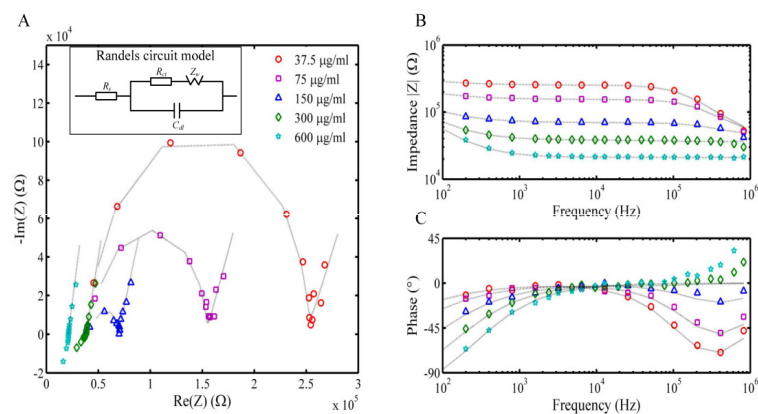 A
x 10^4
-Im(Z) (Ω)
14
12
10
8
6
4
2
0
-2
Randels circuit model
R_s
R_ct
Z_w
C_dl
37.5 µg/ml
75 µg/ml
150 µg/ml
300 µg/ml
600 µg/ml
0 0.5 1 1.5 2 2.5 3
Re(Z) (Ω)
x 10^5
B
Impedance |Z| (Ω)
10^6
10^5
10^4
10^2 10^3 10^4 10^5 10^6
Frequency (Hz)
C
Phase (°)
45
0
-45
-90
10^2 10^3 10^4 10^5 10^6
Frequency (Hz)